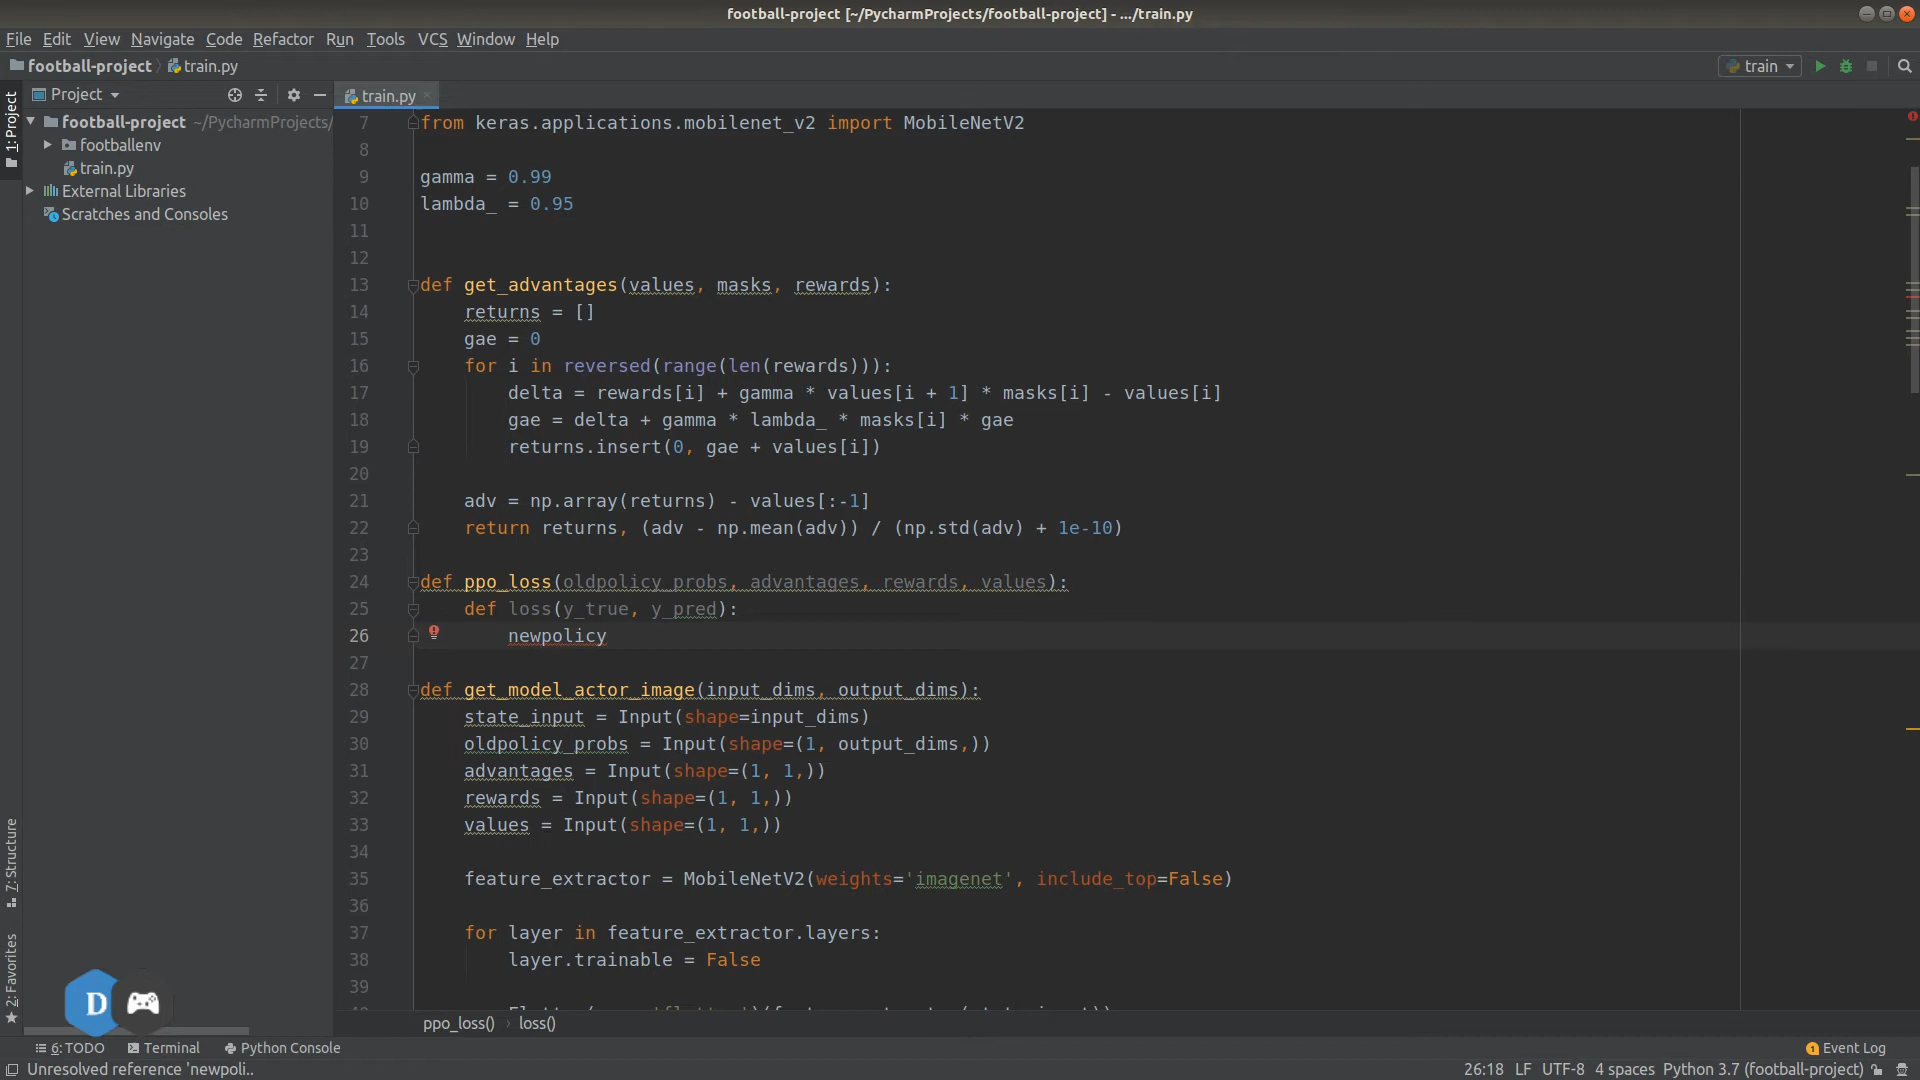 football-project [~/PycharmProjects/football-project] - .../train.py
File Edit View Navigate Code Refactor Run Tools VCS Window Help
football-project train.py train
1: Project
Project
train.py
football-project ~/PycharmProjects/
footballenv
train.py
External Libraries
Scratches and Consoles
7 from keras.applications.mobilenet_v2 import MobileNetV2
8
9 gamma = 0.99
10 lambda_ = 0.95
11
12
13 def get_advantages(values, masks, rewards):
14 returns = []
15 gae = 0
16 for i in reversed(range(len(rewards))):
17 delta = rewards[i] + gamma * values[i + 1] * masks[i] - values[i]
18 gae = delta + gamma * lambda_ * masks[i] * gae
19 returns.insert(0, gae + values[i])
20
21 adv = np.array(returns) - values[:-1]
22 return returns, (adv - np.mean(adv)) / (np.std(adv) + 1e-10)
23
24 def ppo_loss(oldpolicy_probs, advantages, rewards, values):
25 def loss(y_true, y_pred):
26 newpolicy
27
28 def get_model_actor_image(input_dims, output_dims):
29 state_input = Input(shape=input_dims)
30 oldpolicy_probs = Input(shape=(1, output_dims,))
31 advantages = Input(shape=(1, 1,))
32 rewards = Input(shape=(1, 1,))
33 values = Input(shape=(1, 1,))
34
35 feature_extractor = MobileNetV2(weights='imagenet', include_top=False)
36
37 for layer in feature_extractor.layers:
38 layer.trainable = False
39
7: Structure
2: Favorites
D
ppo_loss() loss()
6: TODO Terminal Python Console 1 Event Log
Unresolved reference 'newpoli.. 26:18 LF UTF-8 4 spaces Python 3.7 (football-project)